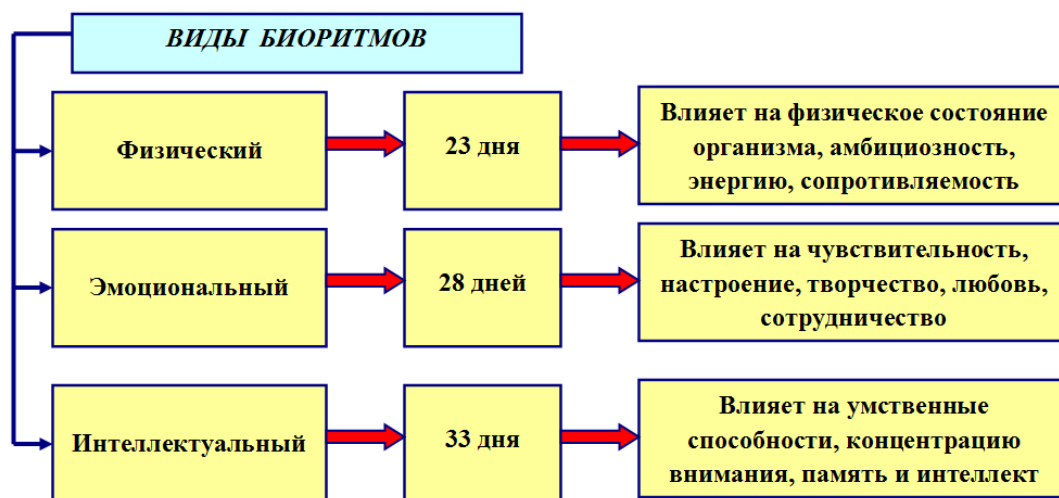 ВИДЫ БИОРИТМОВ
Физический
23 дня
Влияет на физическое состояние
организма, амбициозность,
энергию, сопротивляемость
Эмоциональный
28 дней
Влияет на чувствительность,
настроение, творчество, любовь,
сотрудничество
Интеллектуальный
33 дня
Влияет на умственные
способности, концентрацию
внимания, память и интеллект